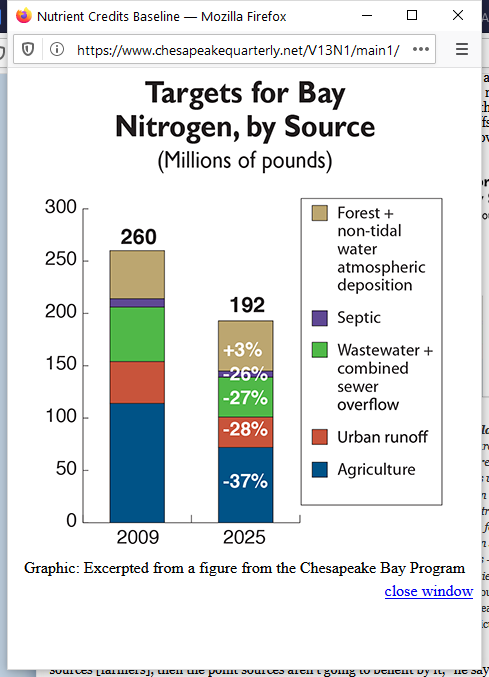 Nutrient Credits Baseline — Mozilla Firefox
https://www.chesapeakequarterly.net/V13N1/main1/
Targets for Bay
Nitrogen, by Source
(Millions of pounds)
300
250
200
150
100
50
0
260
192
+3%
-26%
-27%
-28%
-37%
2009
2025
Forest +
non-tidal
water
atmospheric
deposition
Septic
Wastewater +
combined
sewer
overflow
Urban runoff
Agriculture
Graphic: Excerpted from a figure from the Chesapeake Bay Program
close window
sources [farmers], then the point sources aren't going to benefit by it," he say